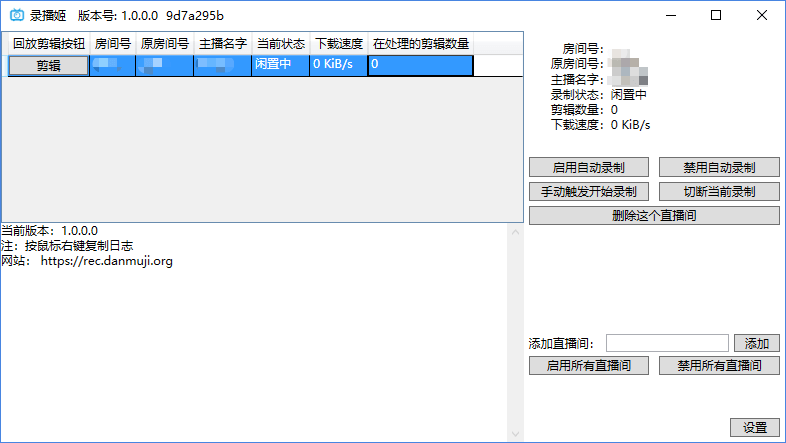 录播姬 版本号: 1.0.0.0 9d7a295b
回放剪辑按钮 房间号 原房间号 主播名字 当前状态 下载速度 在处理的剪辑数量
剪辑 闲置中 0 KiB/s 0
当前版本：1.0.0.0
注：按鼠标右键复制日志
网站： https://rec.danmuji.org
房间号:
原房间号:
主播名字:
录制状态: 闲置中
剪辑数量: 0
下载速度: 0 KiB/s
启用自动录制 禁用自动录制
手动触发开始录制 切断当前录制
删除这个直播间
添加直播间: 添加
启用所有直播间 禁用所有直播间
设置